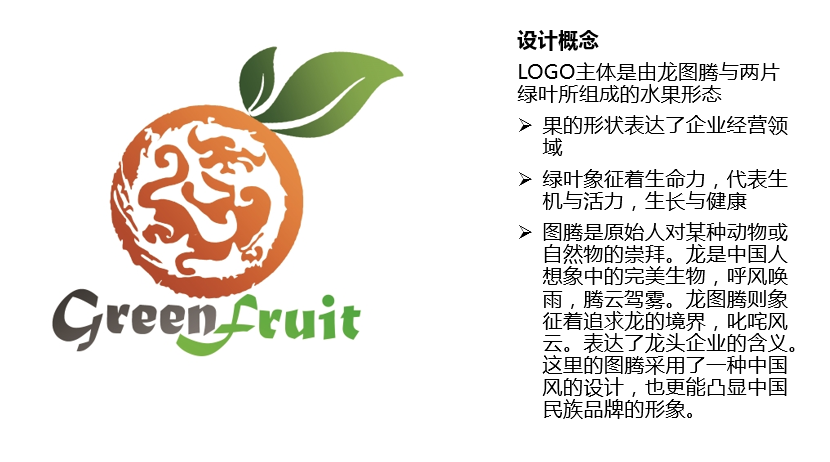 GreenFruit
设计概念
LOGO主体是由龙图腾与两片
绿叶所组成的水果形态
➢ 果的形状表达了企业经营领
域
➢ 绿叶象征着生命力，代表生
机与活力，生长与健康
➢ 图腾是原始人对某种动物或
自然物的崇拜。龙是中国人
想象中的完美生物，呼风唤
雨，腾云驾雾。龙图腾则象
征着追求龙的境界，叱咤风
云。表达了龙头企业的含义。
这里的图腾采用了一种中国
风的设计，也更能凸显中国
民族品牌的形象。